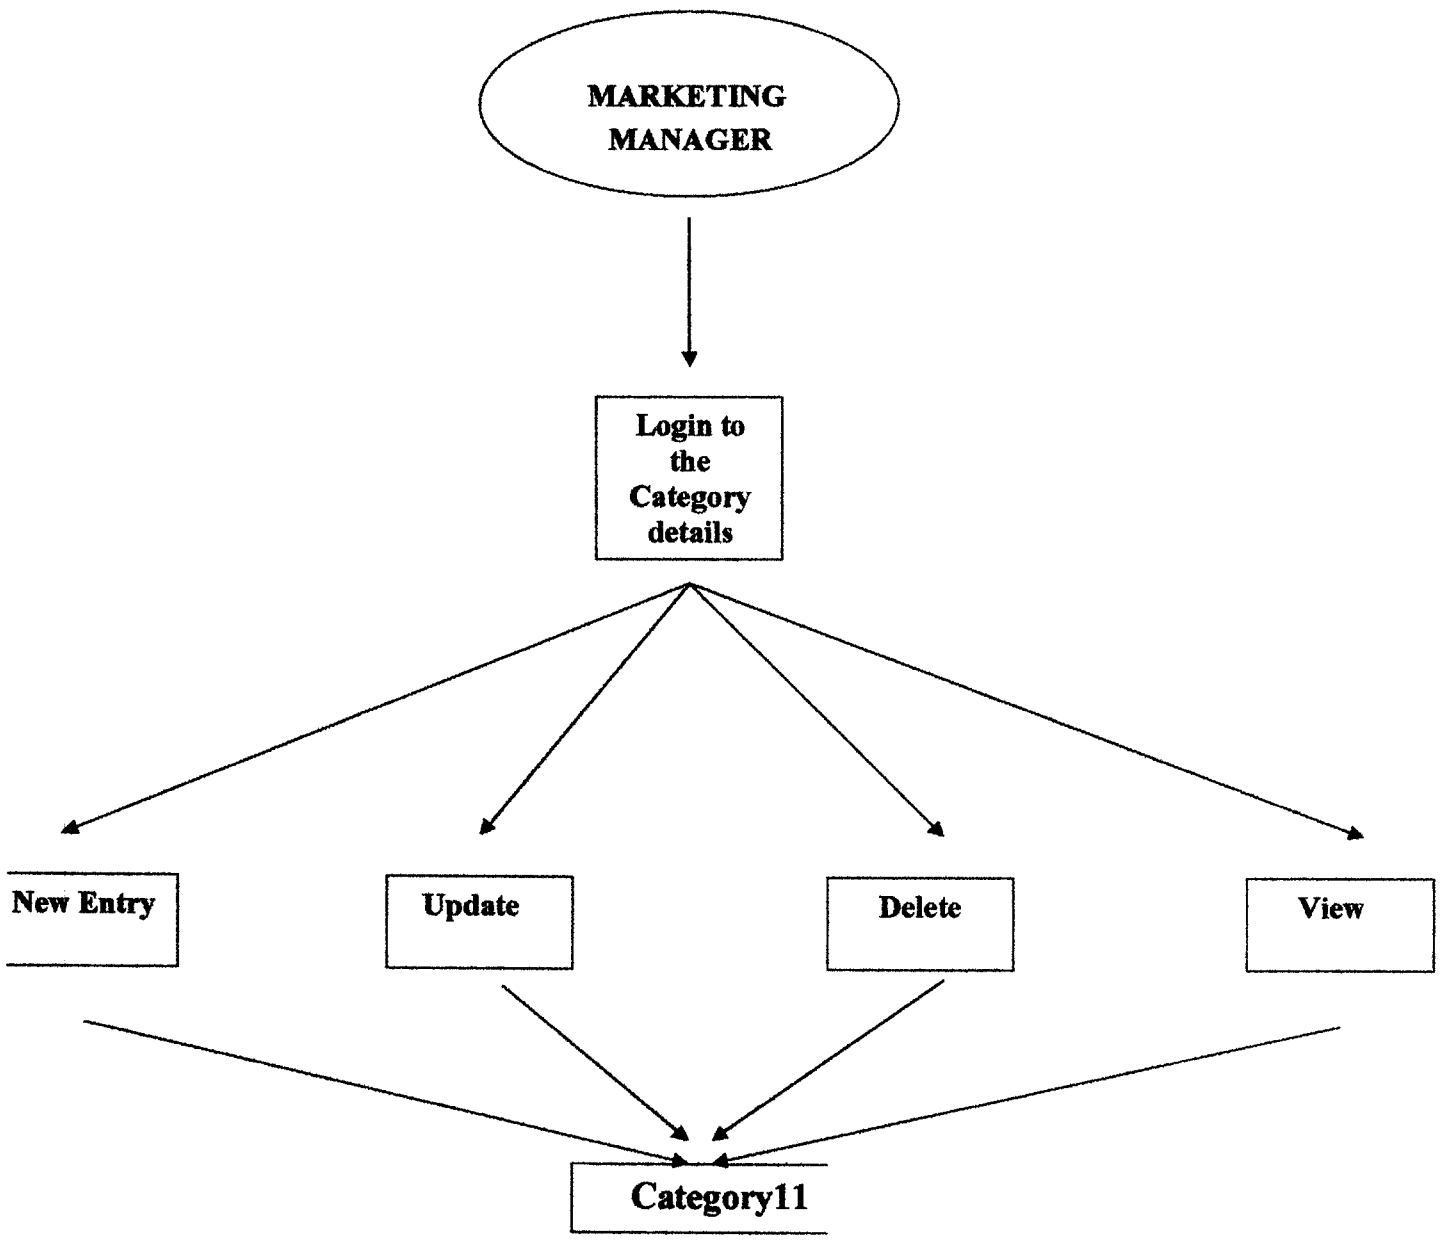 MARKETING
MANAGER
Login to
the
Category
details
New Entry
Update
Delete
View
Category11